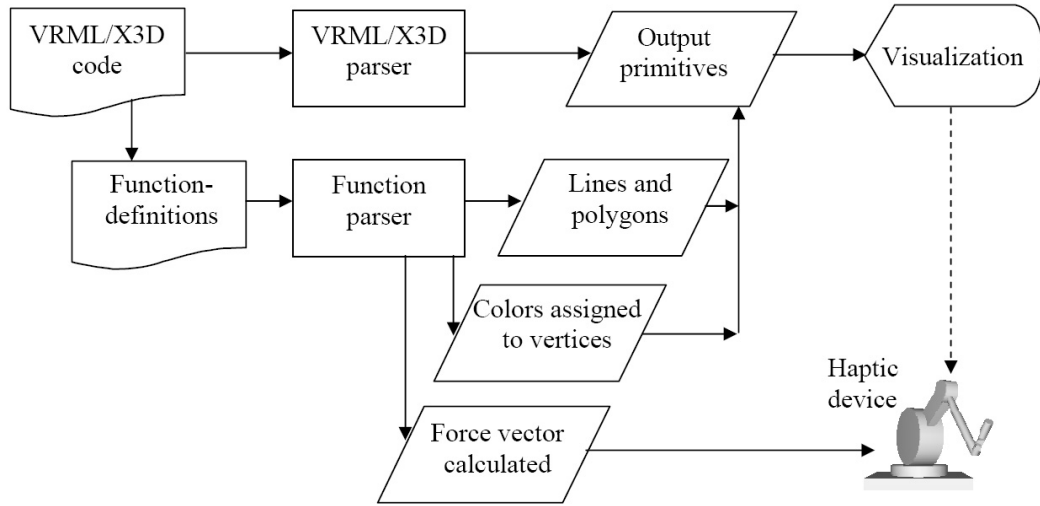 VRML/X3D
code
VRML/X3D
parser
Output
primitives
Visualization
Function-
definitions
Function
parser
Lines and
polygons
Colors assigned
to vertices
Haptic
device
Force vector
calculated